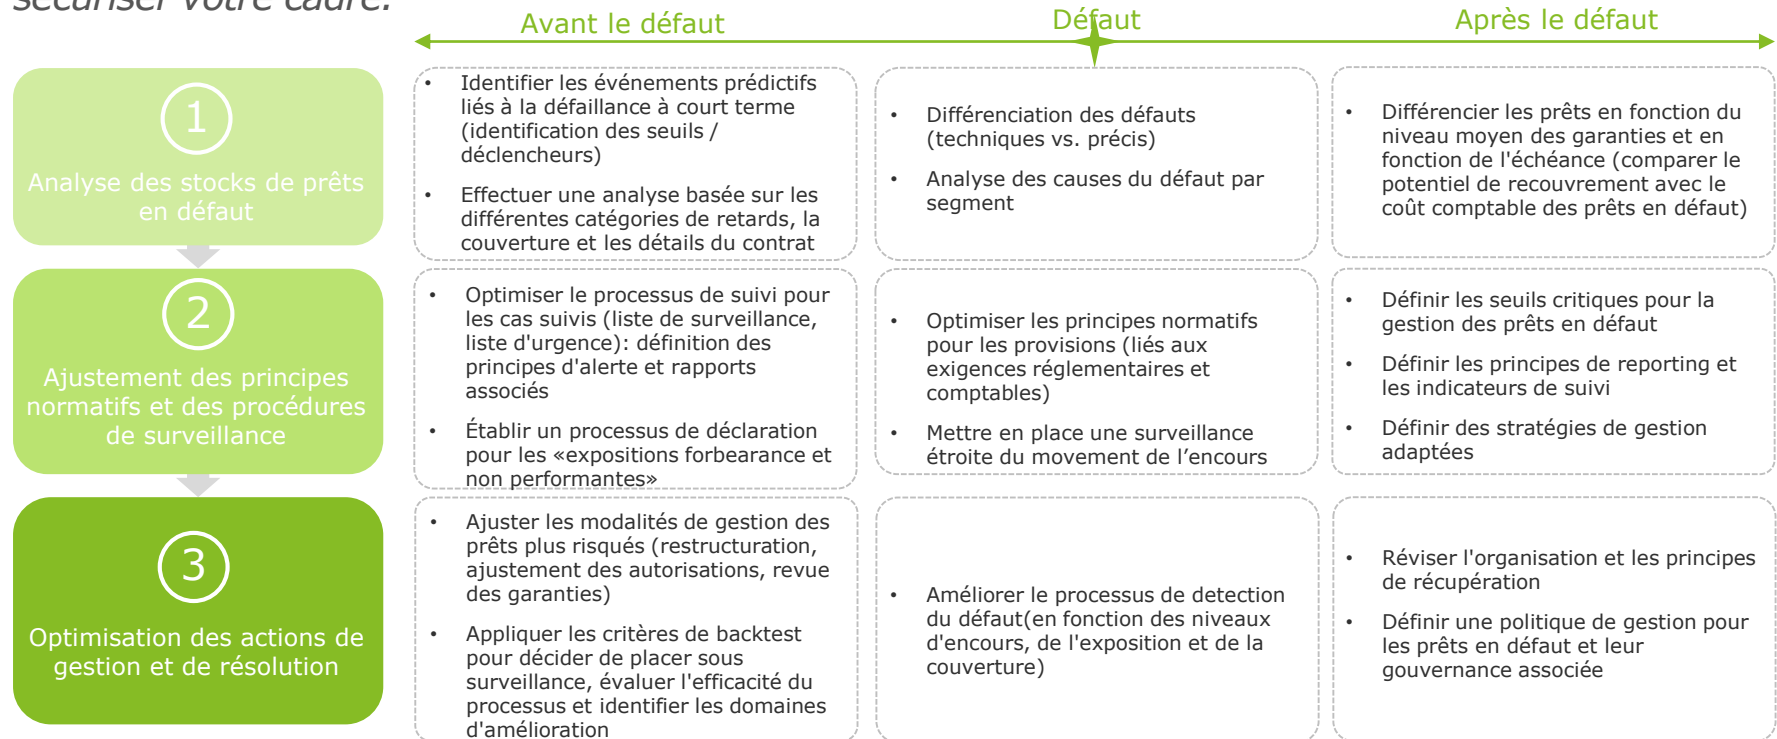 sécuriser votre cadre.
Avant le défaut
Défaut
Après le défaut
1
Analyse des stocks de prêts
en défaut
• Identifier les événements prédictifs
liés à la défaillance à court terme
(identification des seuils /
déclencheurs)
• Effectuer une analyse basée sur les
différentes catégories de retards, la
couverture et les détails du contrat
• Différenciation des défauts
(techniques vs. précis)
• Analyse des causes du défaut par
segment
• Différencier les prêts en fonction du
niveau moyen des garanties et en
fonction de l'échéance (comparer le
potentiel de recouvrement avec le
coût comptable des prêts en défaut)
2
Ajustement des principes
normatifs et des procédures
de surveillance
• Optimiser le processus de suivi pour
les cas suivis (liste de surveillance,
liste d'urgence): définition des
principes d'alerte et rapports
associés
• Établir un processus de déclaration
pour les «expositions forbearance et
non performantes»
• Optimiser les principes normatifs
pour les provisions (liés aux
exigences réglementaires et
comptables)
• Mettre en place une surveillance
étroite du movement de l’encours
• Définir les seuils critiques pour la
gestion des prêts en défaut
• Définir les principes de reporting et
les indicateurs de suivi
• Définir des stratégies de gestion
adaptées
3
Optimisation des actions de
gestion et de résolution
• Ajuster les modalités de gestion des
prêts plus risqués (restructuration,
ajustement des autorisations, revue
des garanties)
• Appliquer les critères de backtest
pour décider de placer sous
surveillance, évaluer l'efficacité du
processus et identifier les domaines
d'amélioration
• Améliorer le processus de detection
du défaut(en fonction des niveaux
d'encours, de l'exposition et de la
couverture)
• Réviser l'organisation et les principes
de récupération
• Définir une politique de gestion pour
les prêts en défaut et leur
gouvernance associée